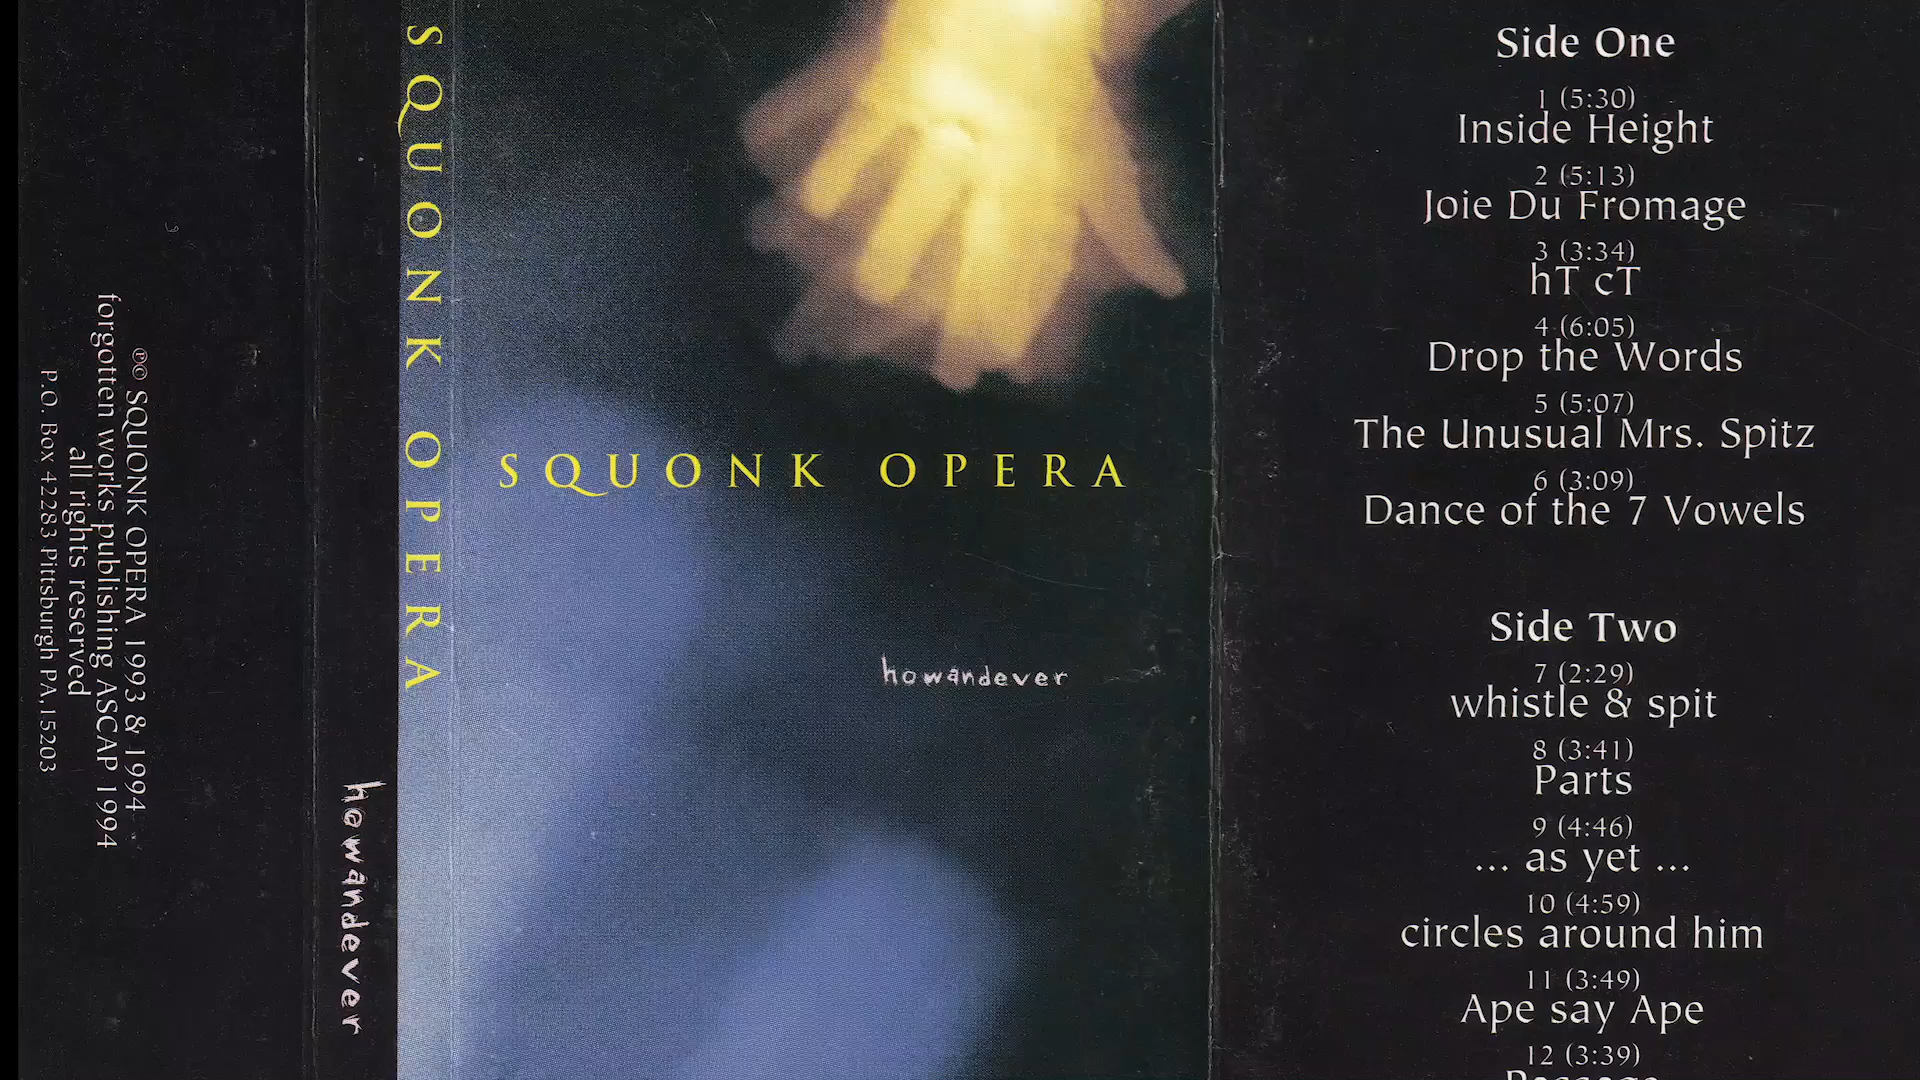 ℗© SQUONK OPERA 1993 & 1994
forgotten works publishing ASCAP 1994
all rights reserved
P.O. Box 42283 Pittsburgh PA, 15203
howandever
SQUONK OPERA
SQUONK OPERA
howandever
Side One
1 (5:30)
Inside Height
2 (5:13)
Joie Du Fromage
3 (3:34)
hT cT
4 (6:05)
Drop the Words
5 (5:07)
The Unusual Mrs. Spitz
6 (3:09)
Dance of the 7 Vowels
Side Two
7 (2:29)
whistle & spit
8 (3:41)
Parts
9 (4:46)
... as yet ...
10 (4:59)
circles around him
11 (3:49)
Ape say Ape
12 (3:39)